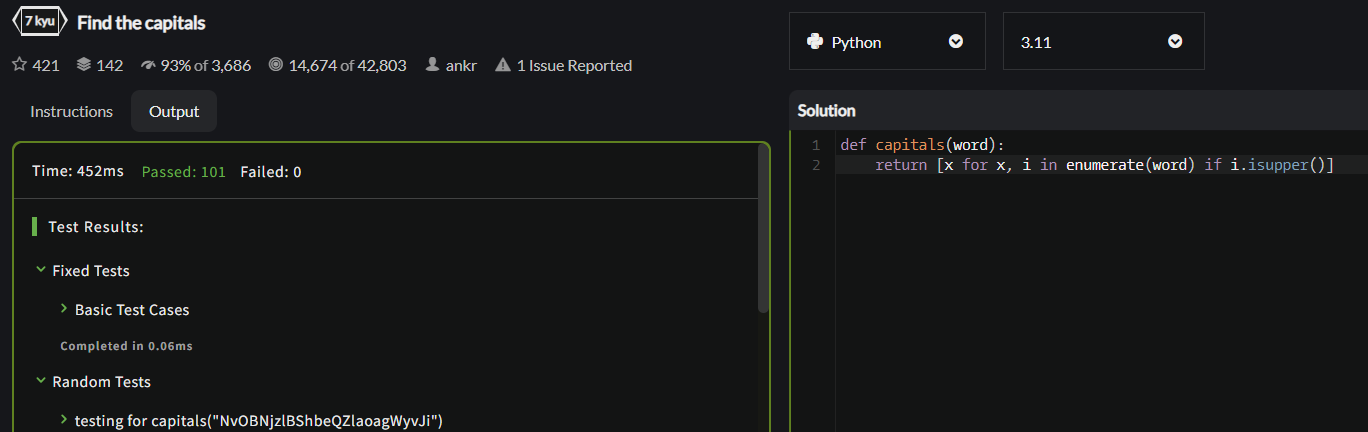 7 kyu Find the capitals
421 142 93% of 3,686 14,674 of 42,803 ankr 1 Issue Reported
Instructions Output
Time: 452ms Passed: 101 Failed: 0
Test Results:
Fixed Tests
Basic Test Cases
Completed in 0.06ms
Random Tests
testing for capitals("NvOBNjzlBShbeQZlaoagWyvJi")
Python 3.11
Solution
1 def capitals(word):
2 return [x for x, i in enumerate(word) if i.isupper()]